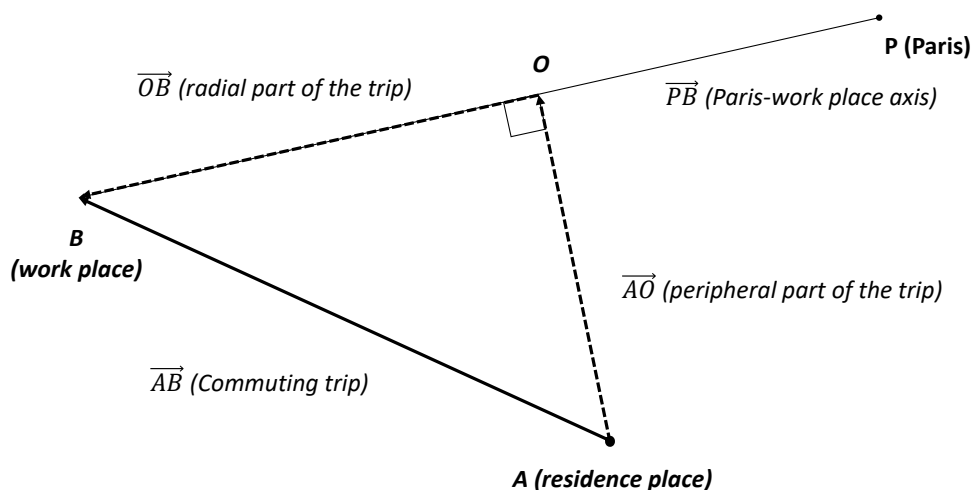 P (Paris)
O
𝑂𝐵⃗ (radial part of the trip)
𝑃𝐵⃗ (Paris-work place axis)
B
(work place)
𝐴𝑂⃗ (peripheral part of the trip)
𝐴𝐵⃗ (Commuting trip)
A (residence place)